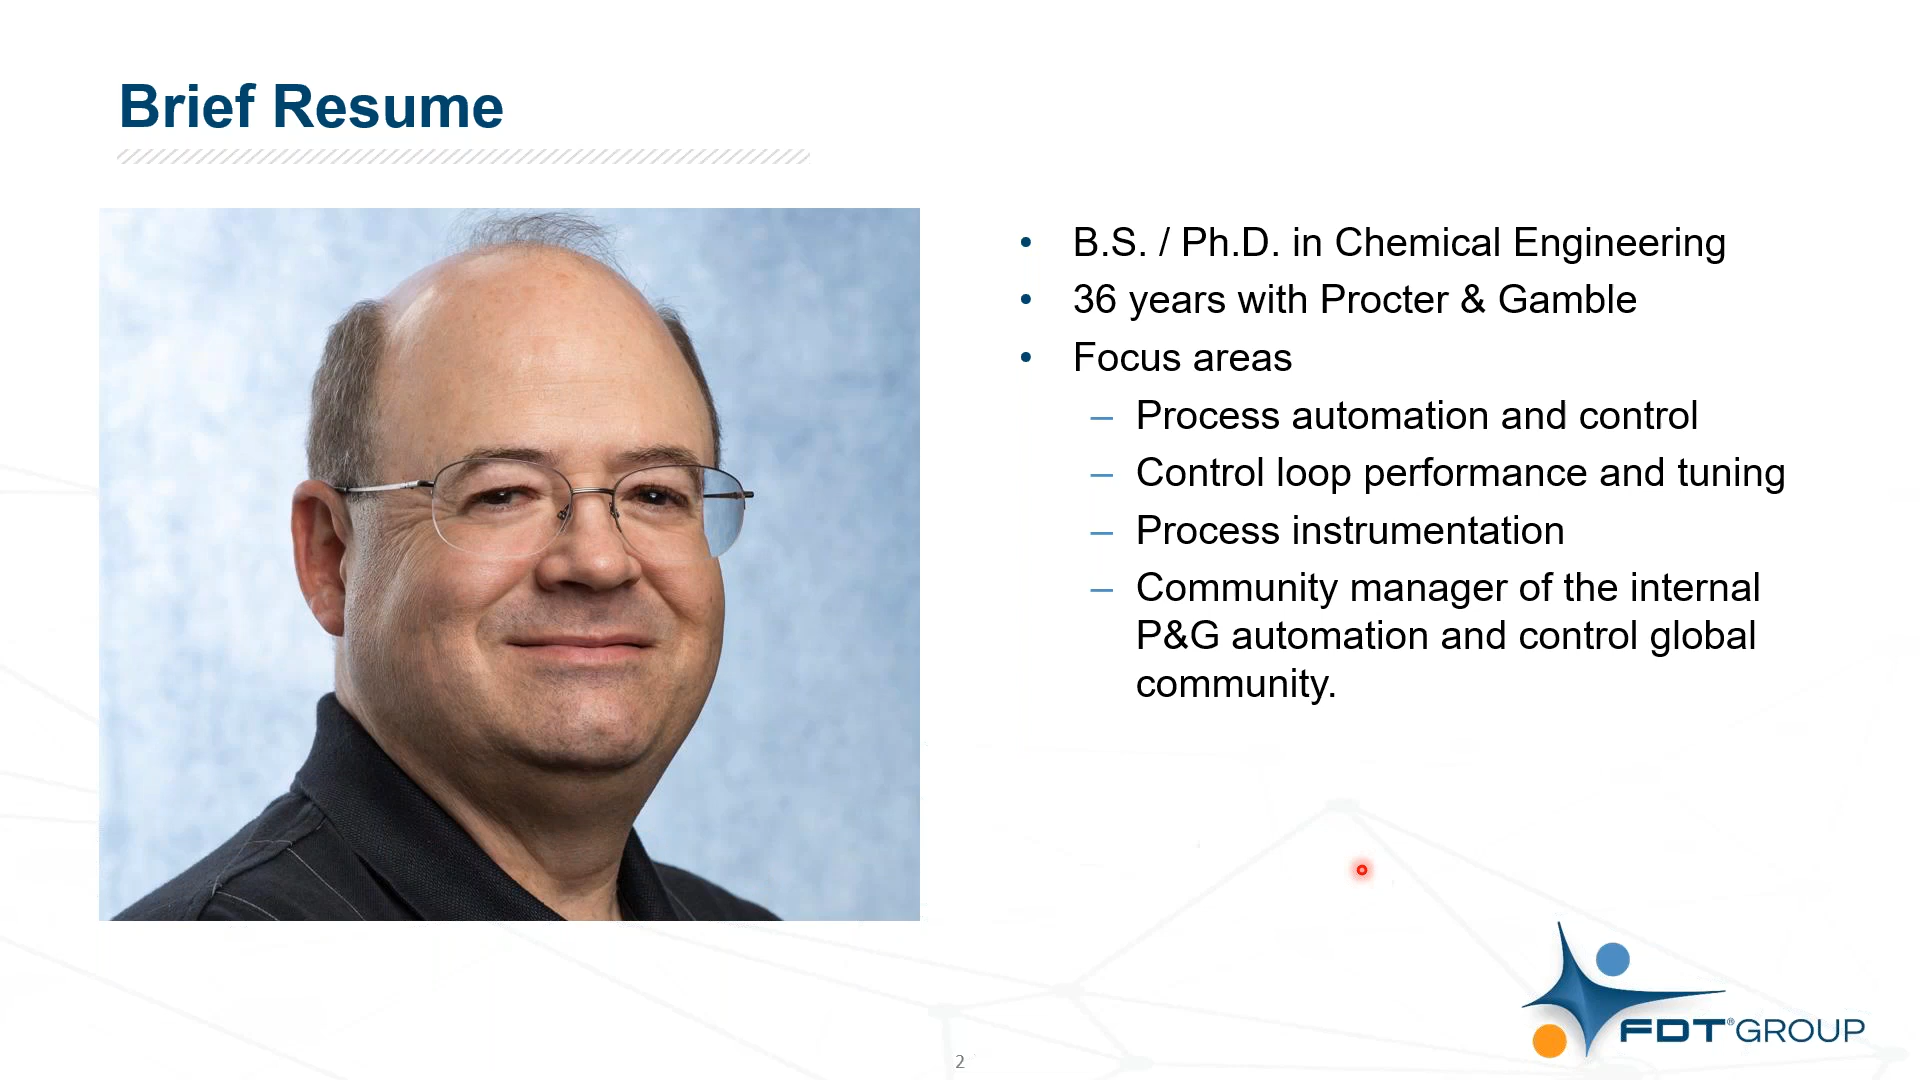 Brief Resume
• B.S. / Ph.D. in Chemical Engineering
• 36 years with Procter & Gamble
• Focus areas
– Process automation and control
– Control loop performance and tuning
– Process instrumentation
– Community manager of the internal
P&G automation and control global
community.
FDT® GROUP
2